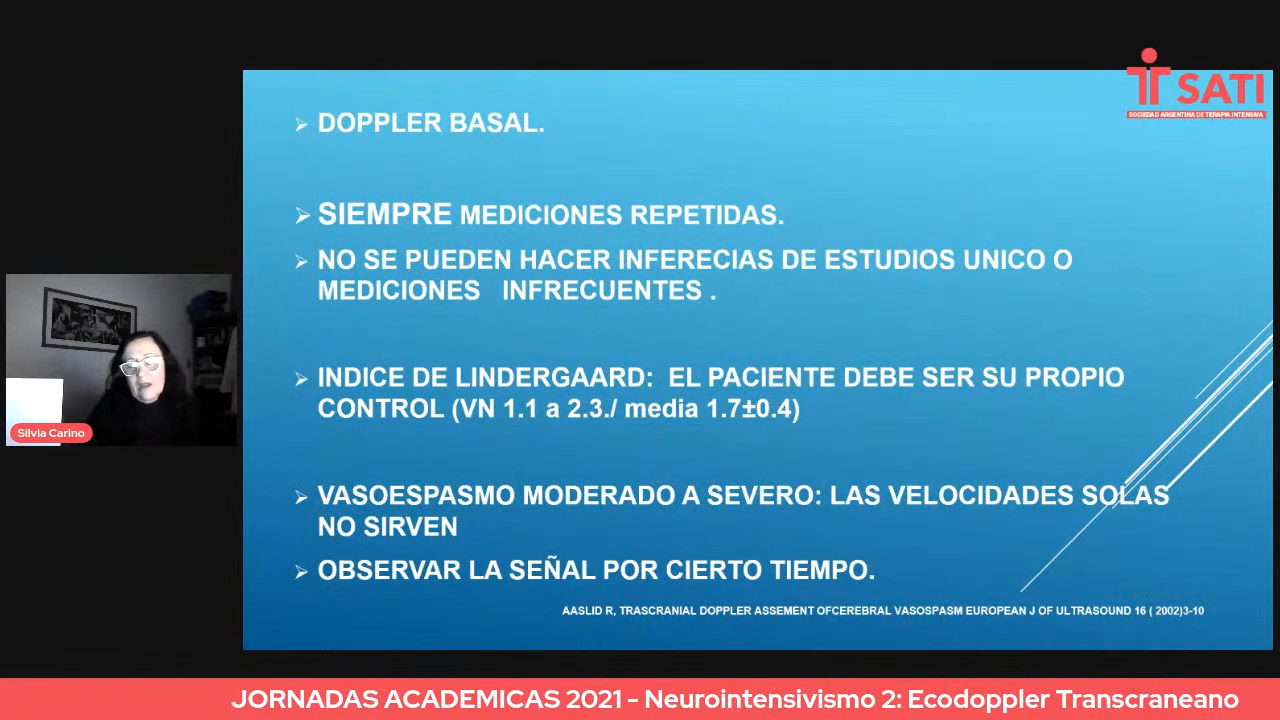 SATI
SOCIEDAD ARGENTINA DE TERAPIA INTENSIVA
DOPPLER BASAL.
SIEMPRE MEDICIONES REPETIDAS.
NO SE PUEDEN HACER INFERECIAS DE ESTUDIOS UNICO O
MEDICIONES INFRECUENTES .
INDICE DE LINDERGAARD: EL PACIENTE DEBE SER SU PROPIO
CONTROL (VN 1.1 a 2.3./ media 1.7±0.4)
VASOESPASMO MODERADO A SEVERO: LAS VELOCIDADES SOLAS
NO SIRVEN
OBSERVAR LA SEÑAL POR CIERTO TIEMPO.
AASLID R, TRASCRANIAL DOPPLER ASSEMENT OFCEREBRAL VASOSPASM EUROPEAN J OF ULTRASOUND 16 ( 2002)3-10
Silvia Carino
JORNADAS ACADEMICAS 2021 - Neurointensivismo 2: Ecodoppler Transcraneano